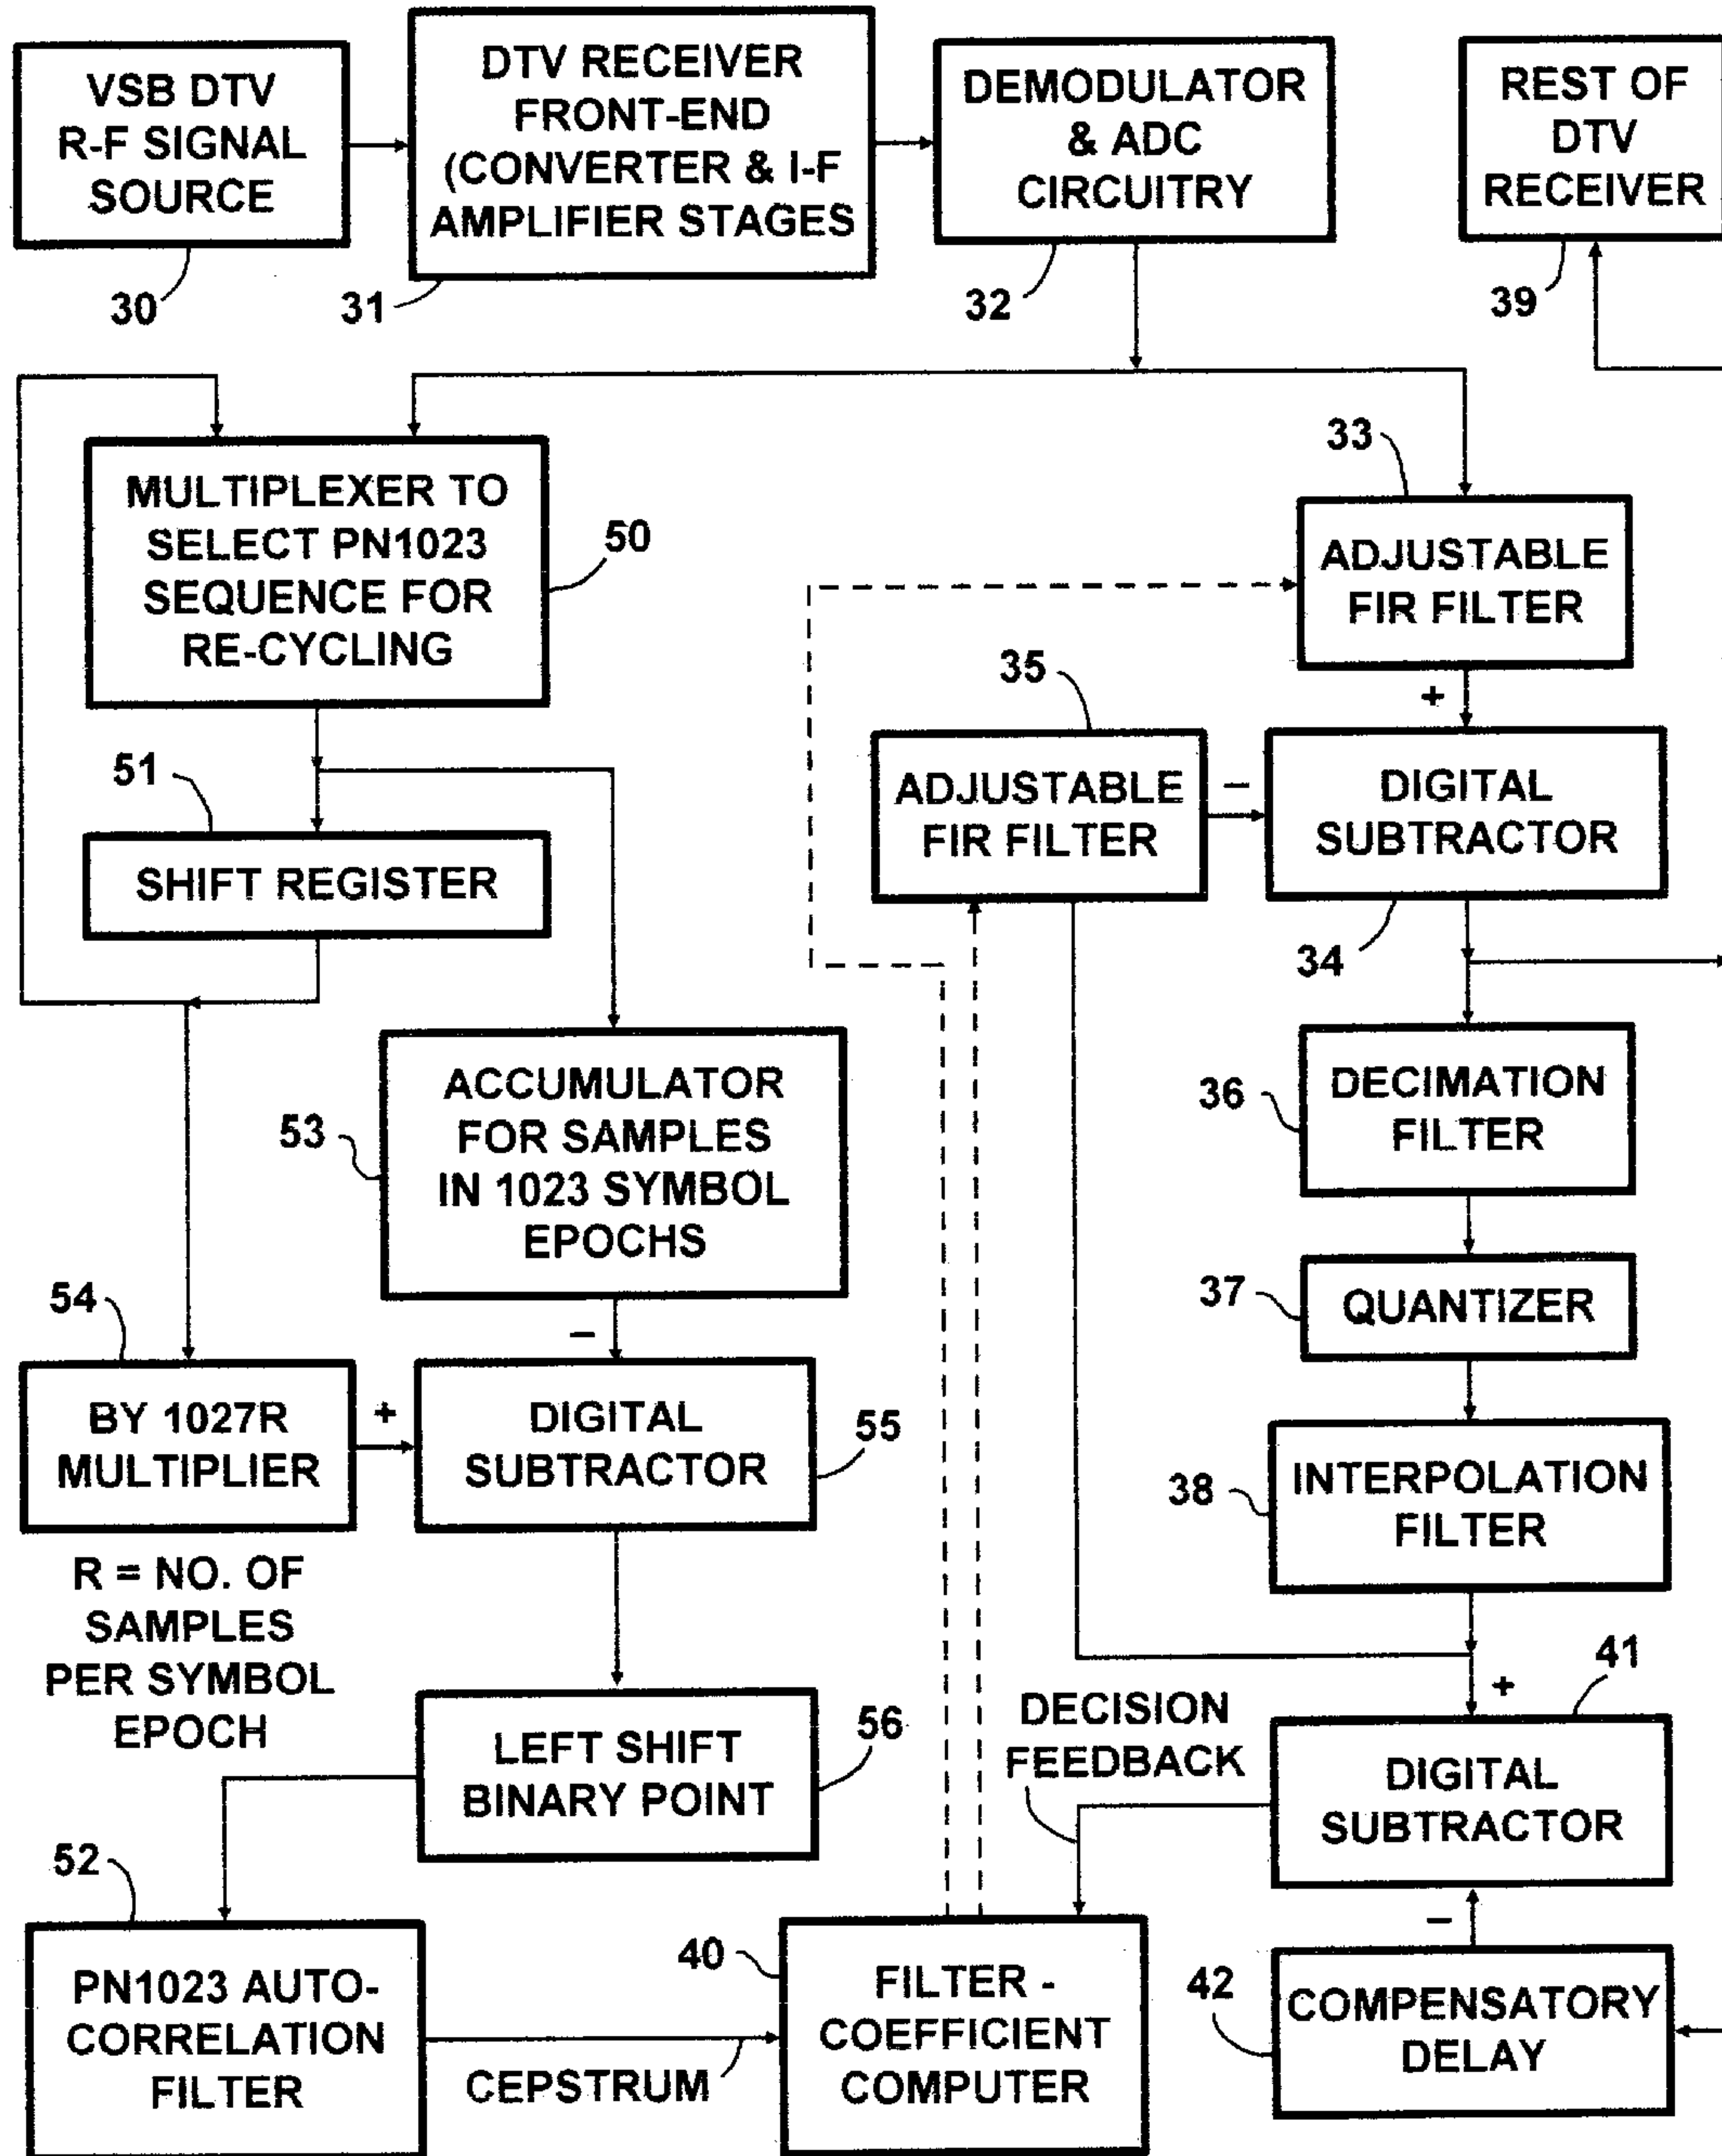 VSB DTV
R-F SIGNAL
SOURCE
30
DTV RECEIVER
FRONT-END
(CONVERTER & I-F
AMPLIFIER STAGES
31
DEMODULATOR
& ADC
CIRCUITRY
32
REST OF
DTV
RECEIVER
39
MULTIPLEXER TO
SELECT PN1023
SEQUENCE FOR
RE-CYCLING
50
33
ADJUSTABLE
FIR FILTER
+
35
ADJUSTABLE
FIR FILTER
–
DIGITAL
SUBTRACTOR
34
51
SHIFT REGISTER
53
ACCUMULATOR
FOR SAMPLES
IN 1023 SYMBOL
EPOCHS
–
36
DECIMATION
FILTER
37
QUANTIZER
54
BY 1027R
MULTIPLIER
+
DIGITAL
SUBTRACTOR
55
38
INTERPOLATION
FILTER
R = NO. OF
SAMPLES
PER SYMBOL
EPOCH
LEFT SHIFT
BINARY POINT
56
DECISION
FEEDBACK
+
41
DIGITAL
SUBTRACTOR
–
52
PN1023 AUTO-
CORRELATION
FILTER
CEPSTRUM
40
FILTER -
COEFFICIENT
COMPUTER
42
COMPENSATORY
DELAY